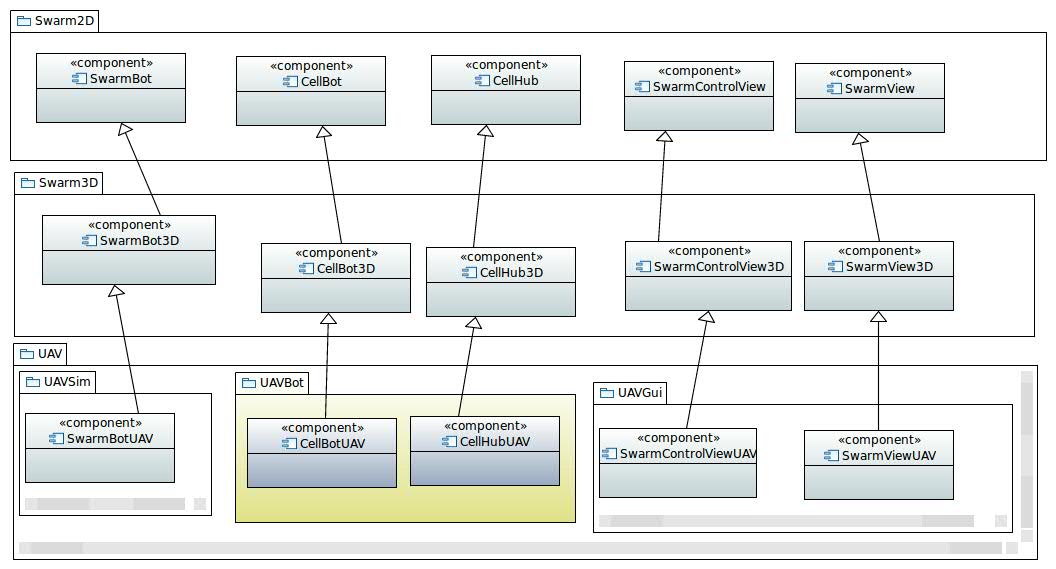 Swarm2D
«component»
SwarmBot
«component»
CellBot
«component»
CellHub
«component»
SwarmControlView
«component»
SwarmView
Swarm3D
«component»
SwarmBot3D
«component»
CellBot3D
«component»
CellHub3D
«component»
SwarmControlView3D
«component»
SwarmView3D
UAV
UAVSim
«component»
SwarmBotUAV
UAVBot
«component»
CellBotUAV
«component»
CellHubUAV
UAVGui
«component»
SwarmControlViewUAV
«component»
SwarmViewUAV